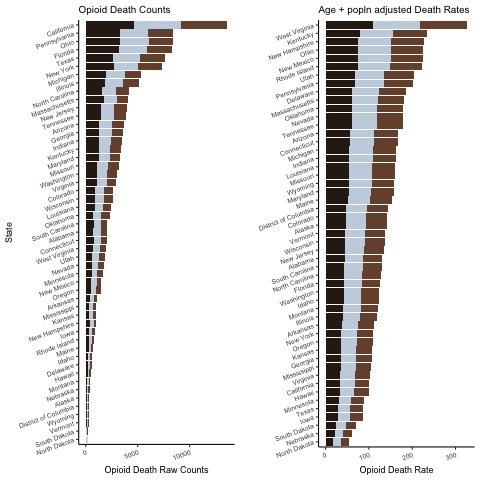 Opioid Death Counts
State
California
Pennsylvania
Ohio
Florida
Texas
New York
Michigan
Illinois
North Carolina
Massachusetts
New Jersey
Tennessee
Arizona
Georgia
Indiana
Kentucky
Maryland
Missouri
Washington
Virginia
Colorado
Wisconsin
Louisiana
Oklahoma
South Carolina
Alabama
Connecticut
West Virginia
Utah
Nevada
Minnesota
New Mexico
Oregon
Arkansas
Mississippi
Kansas
New Hampshire
Iowa
Rhode Island
Maine
Idaho
Delaware
Hawaii
Montana
Nebraska
Alaska
District of Columbia
Wyoming
Vermont
South Dakota
North Dakota
0 5000 10000
Opioid Death Raw Counts
Age + popln adjusted Death Rates
West Virginia
Kentucky
New Hampshire
Ohio
New Mexico
Rhode Island
Utah
Pennsylvania
Delaware
Massachusetts
Oklahoma
Nevada
Tennessee
Arizona
Connecticut
Michigan
Indiana
Louisiana
Missouri
Wyoming
Maryland
Maine
District of Columbia
Colorado
Alaska
Vermont
Wisconsin
New Jersey
Alabama
South Carolina
North Carolina
Florida
Washington
Idaho
Montana
Illinois
Arkansas
New York
Oregon
Kansas
Georgia
Mississippi
Virginia
California
Hawaii
Minnesota
Texas
Iowa
South Dakota
Nebraska
North Dakota
0 100 200 300
Opioid Death Rate